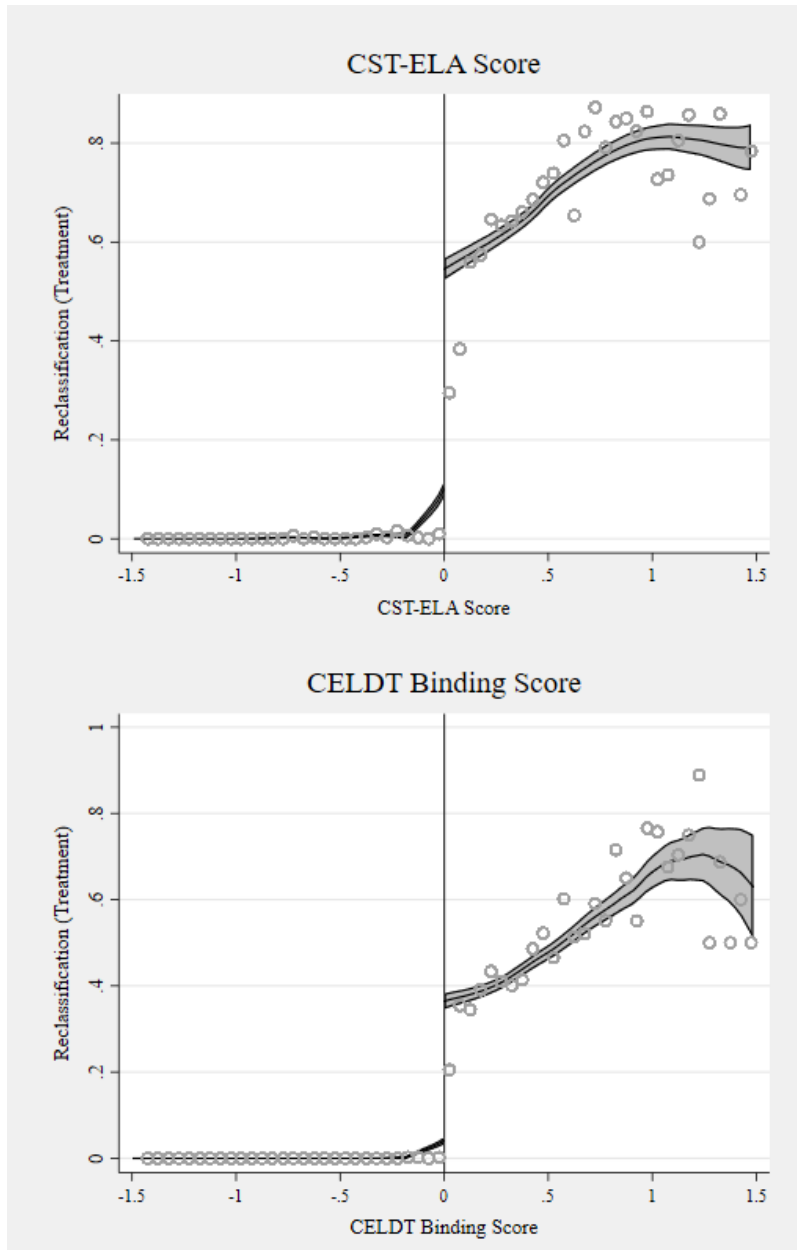 CST-ELA Score
Reclassification (Treatment)
.8
.6
.4
.2
0
-1.5 -1 -.5 0 .5 1 1.5
CST-ELA Score
CELDT Binding Score
Reclassification (Treatment)
1
.8
.6
.4
.2
0
-1.5 -1 -.5 0 .5 1 1.5
CELDT Binding Score